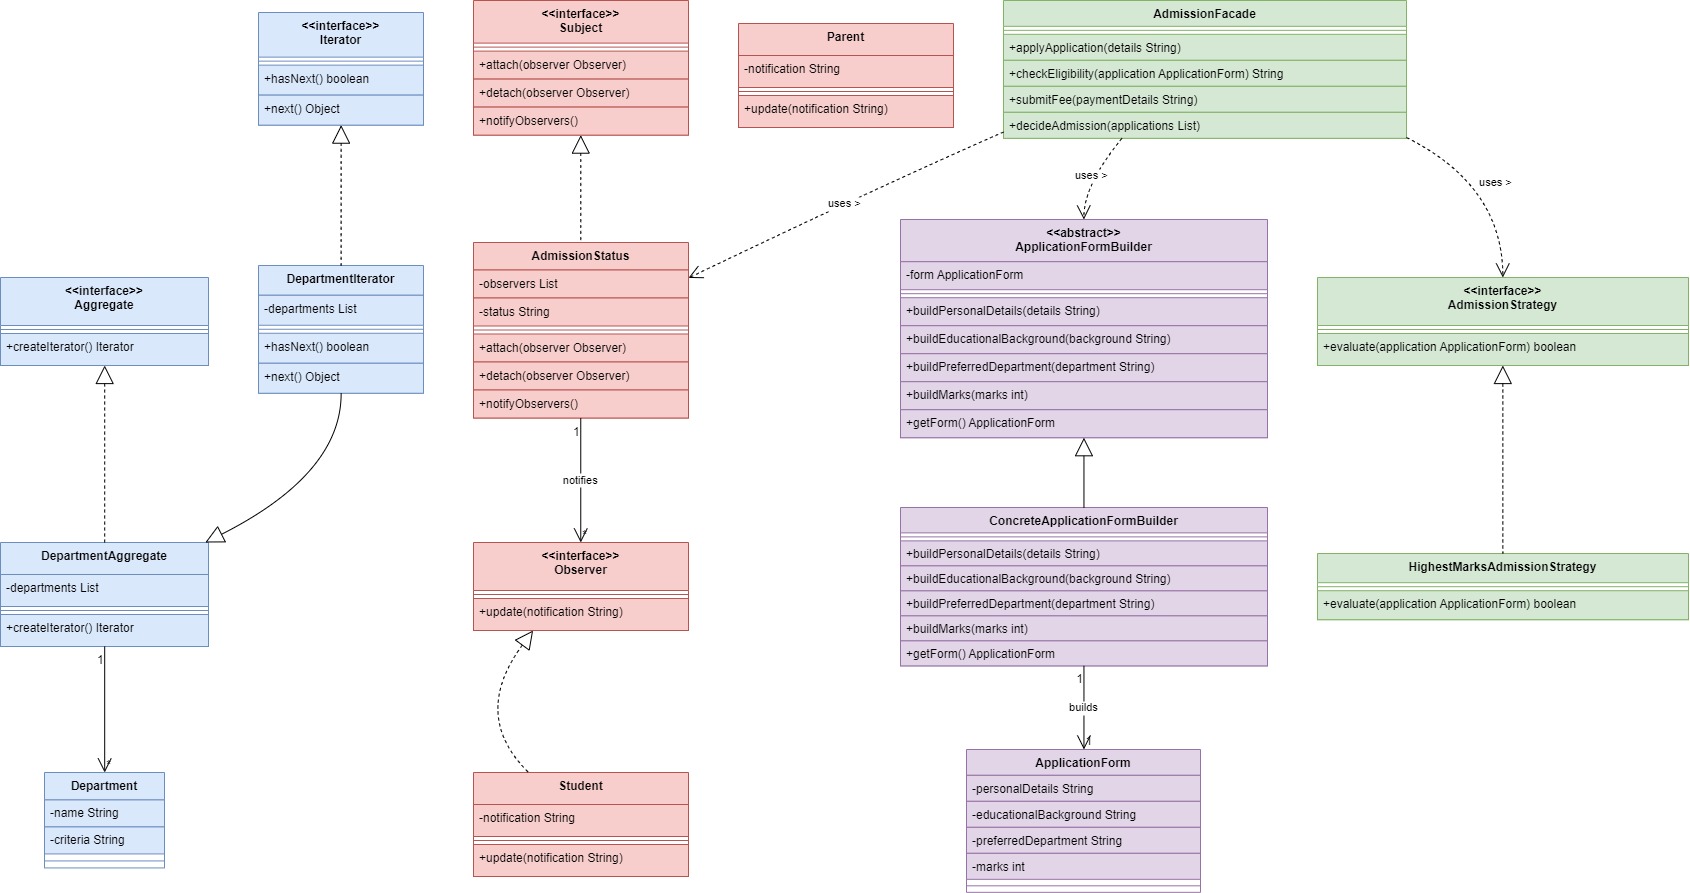 <<interface>>
Iterator
+hasNext() boolean
+next() Object
<<interface>>
Subject
+attach(observer Observer)
+detach(observer Observer)
+notifyObservers()
Parent
-notification String
+update(notification String)
AdmissionFacade
+applyApplication(details String)
+checkEligibility(application ApplicationForm) String
+submitFee(paymentDetails String)
+decideAdmission(applications List)
uses >
uses >
uses >
<<interface>>
Aggregate
+createIterator() Iterator
DepartmentIterator
-departments List
+hasNext() boolean
+next() Object
AdmissionStatus
-observers List
-status String
+attach(observer Observer)
+detach(observer Observer)
+notifyObservers()
1
notifies
*
<<abstract>>
ApplicationFormBuilder
-form ApplicationForm
+buildPersonalDetails(details String)
+buildEducationalBackground(background String)
+buildPreferredDepartment(department String)
+buildMarks(marks int)
+getForm() ApplicationForm
<<interface>>
AdmissionStrategy
+evaluate(application ApplicationForm) boolean
DepartmentAggregate
-departments List
+createIterator() Iterator
1
*
<<interface>>
Observer
+update(notification String)
ConcreteApplicationFormBuilder
+buildPersonalDetails(details String)
+buildEducationalBackground(background String)
+buildPreferredDepartment(department String)
+buildMarks(marks int)
+getForm() ApplicationForm
1
builds
1
HighestMarksAdmissionStrategy
+evaluate(application ApplicationForm) boolean
Department
-name String
-criteria String
Student
-notification String
+update(notification String)
ApplicationForm
-personalDetails String
-educationalBackground String
-preferredDepartment String
-marks int